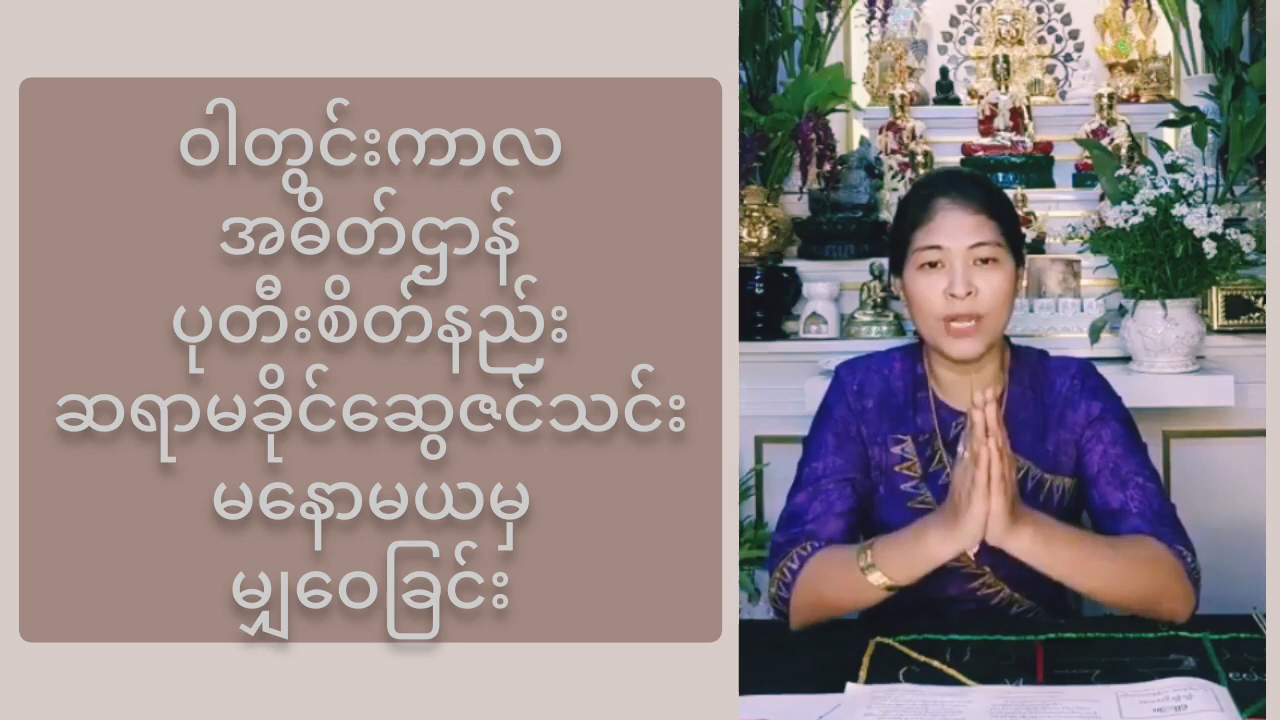 ဝါတွင်းကာလ
အဓိတ်ဌာန်
ပုတီးစိတ်နည်း
ဆရာမခိုင်ဆွေဇင်သင်း
မနောမယမှ
မျှဝေခြင်း